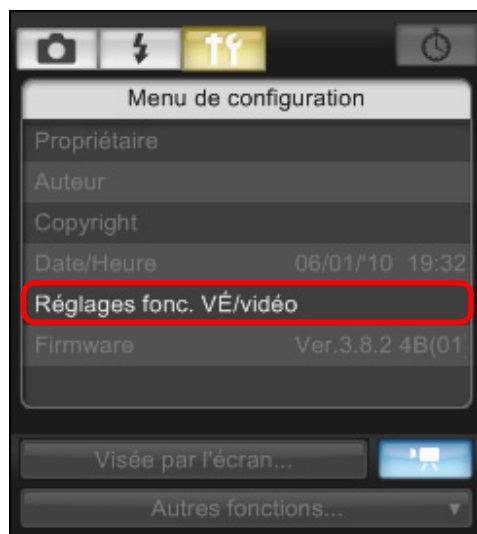 Menu de configuration
Propriétaire
Auteur
Copyright
Date/Heure 06/01/'10 19:32
Réglages fonc. VÉ/vidéo
Firmware Ver.3.8.2 4B(01
Visée par l'écran...
Autres fonctions...